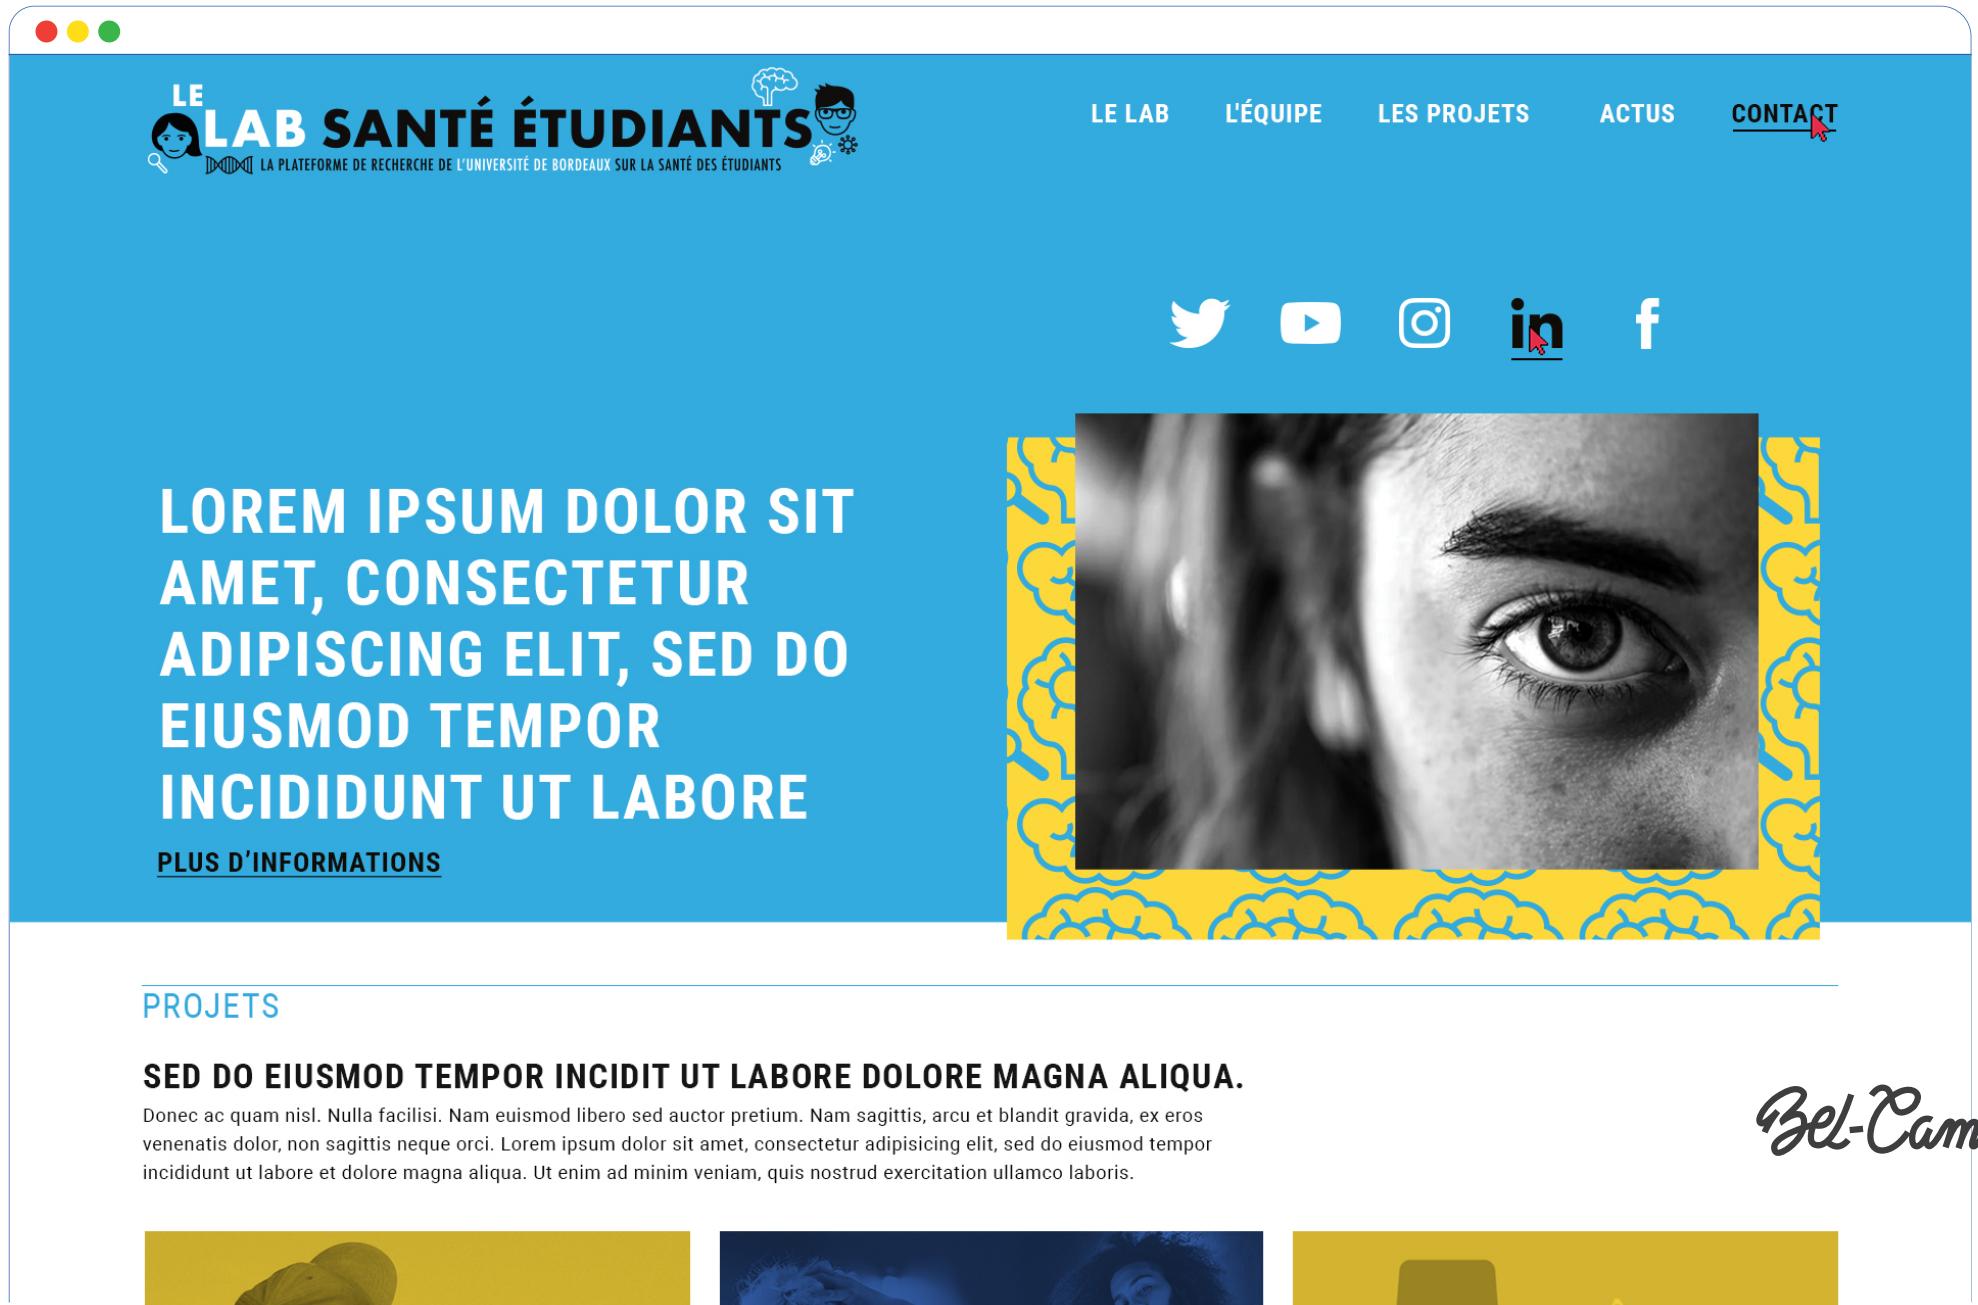 LE
LAB SANTÉ ÉTUDIANTS
LA PLATEFORME DE RECHERCHE DE L'UNIVERSITÉ DE BORDEAUX SUR LA SANTÉ DES ÉTUDIANTS
LE LAB L'ÉQUIPE LES PROJETS ACTUS CONTACT
in f
LOREM IPSUM DOLOR SIT
AMET, CONSECTETUR
ADIPISCING ELIT, SED DO
EIUSMOD TEMPOR
INCIDIDUNT UT LABORE
PLUS D’INFORMATIONS
PROJETS
SED DO EIUSMOD TEMPOR INCIDIT UT LABORE DOLORE MAGNA ALIQUA.
Donec ac quam nisl. Nulla facilisi. Nam euismod libero sed auctor pretium. Nam sagittis, arcu et blandit gravida, ex eros
venenatis dolor, non sagittis neque orci. Lorem ipsum dolor sit amet, consectetur adipisicing elit, sed do eiusmod tempor
incididunt ut labore et dolore magna aliqua. Ut enim ad minim veniam, quis nostrud exercitation ullamco laboris.
Bel-Cam